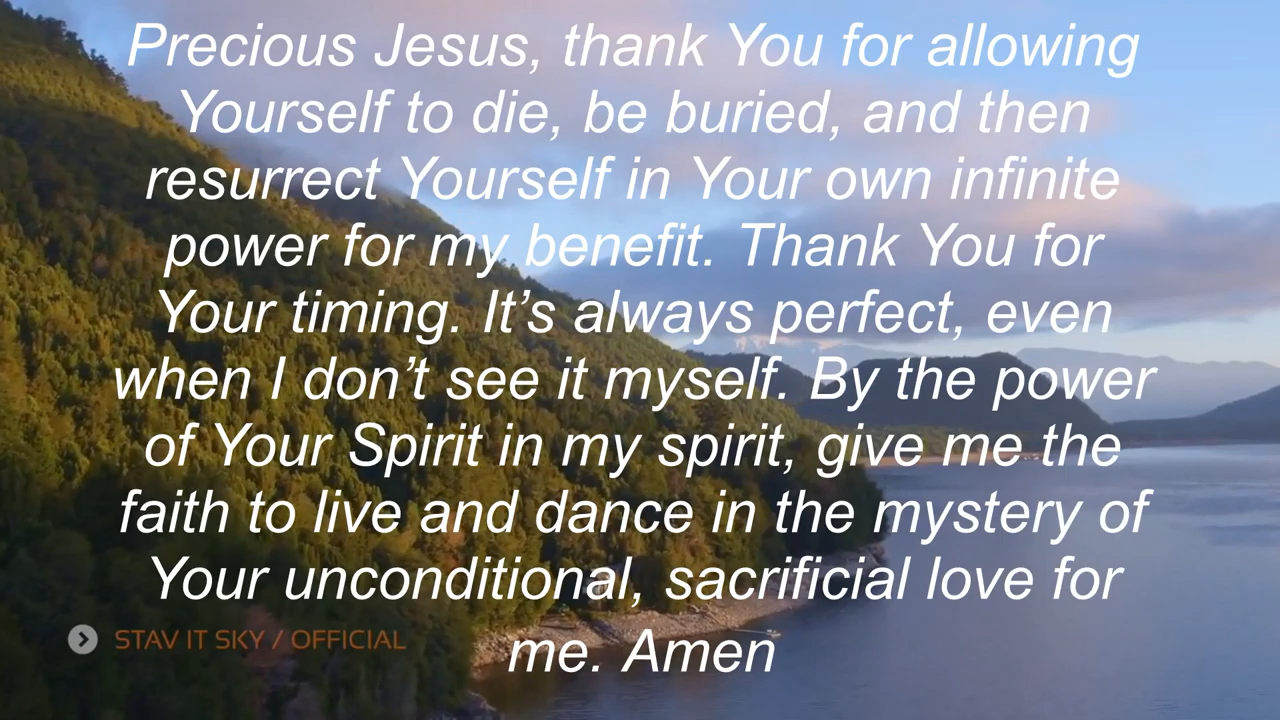 Precious Jesus, thank You for allowing
Yourself to die, be buried, and then
resurrect Yourself in Your own infinite
power for my benefit. Thank You for
Your timing. It’s always perfect, even
when I don’t see it myself. By the power
of Your Spirit in my spirit, give me the
faith to live and dance in the mystery of
Your unconditional, sacrificial love for
me. Amen
STAV IT SKY / OFFICIAL